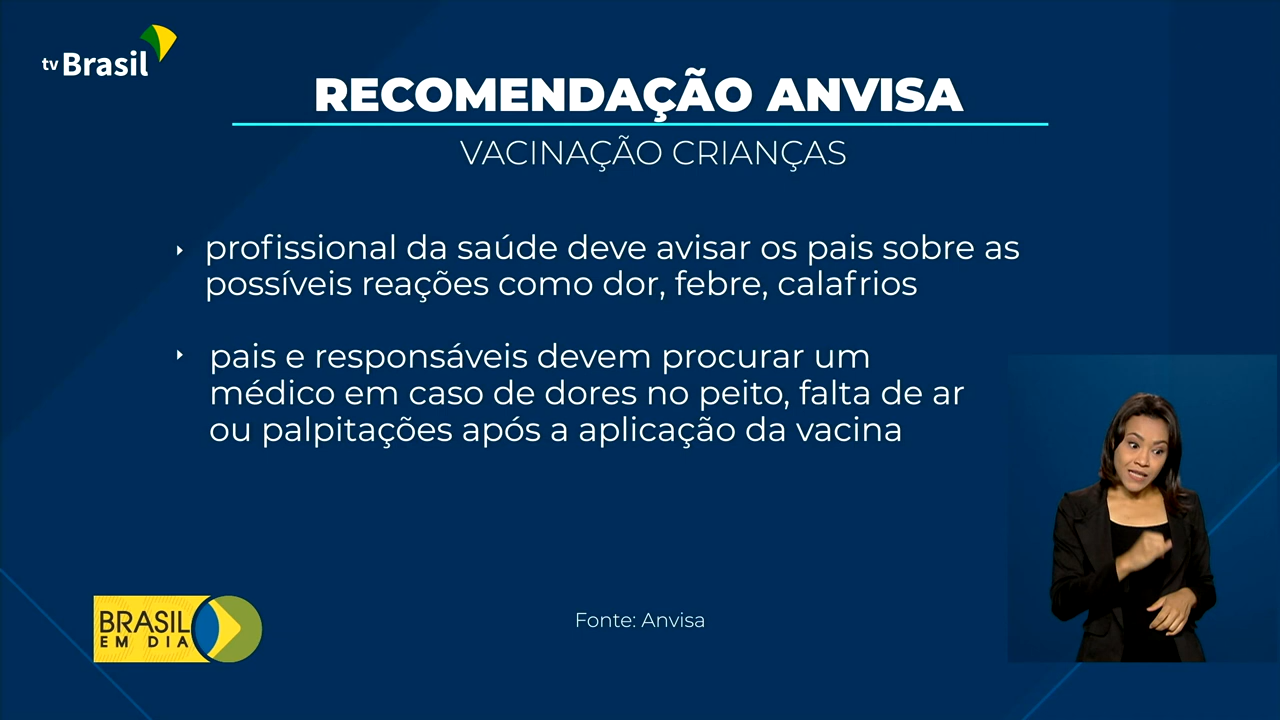 tv Brasil
RECOMENDAÇÃO ANVISA
VACINAÇÃO CRIANÇAS
profissional da saúde deve avisar os pais sobre as
possíveis reações como dor, febre, calafrios
pais e responsáveis devem procurar um
médico em caso de dores no peito, falta de ar
ou palpitações após a aplicação da vacina
BRASIL
EM DIA
Fonte: Anvisa